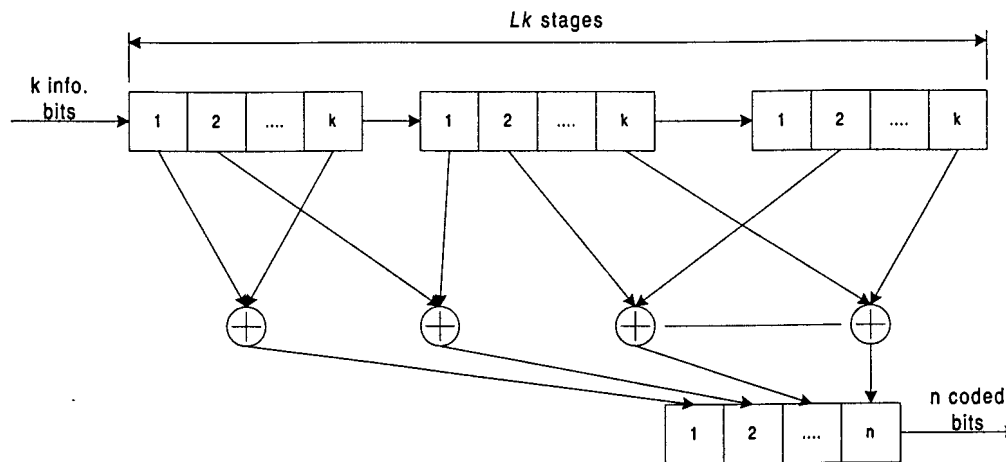 Lk stages
k info.
bits
1 2 .... k
1 2 .... k
1 2 .... k
n coded
bits
1 2 .... n